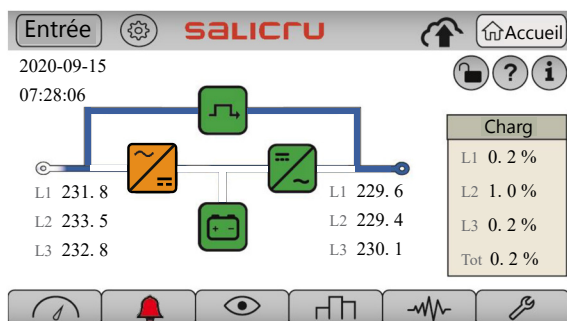 Entrée SALICRU Accueil
2020-09-15
07:28:06
? i
Charg
L1 0.2%
L2 1.0%
L3 0.2%
Tot 0.2%
L1 231.8
L2 233.5
L3 232.8
L1 229.6
L2 229.4
L3 230.1